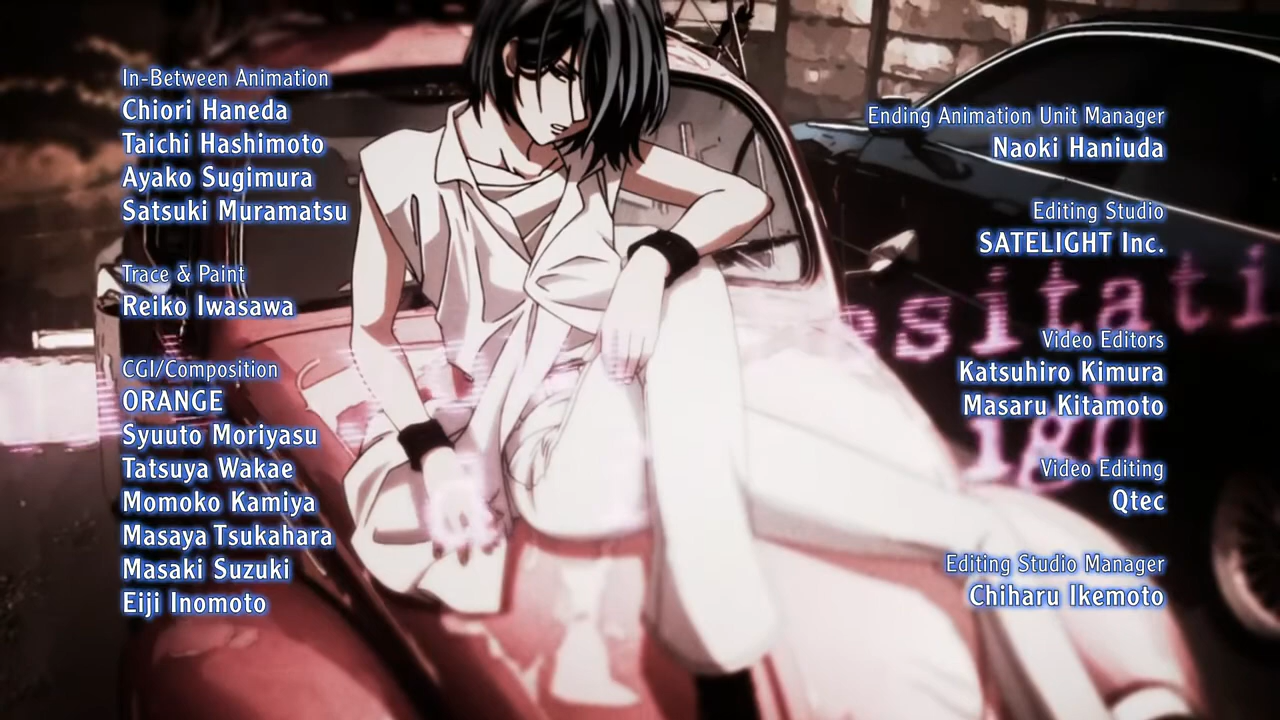 In-Between Animation
Chiori Haneda
Taichi Hashimoto
Ayako Sugimura
Satsuki Muramatsu
Trace & Paint
Reiko Iwasawa
CGI/Composition
ORANGE
Syuuto Moriyasu
Tatsuya Wakae
Momoko Kamiya
Masaya Tsukahara
Masaki Suzuki
Eiji Inomoto
Ending Animation Unit Manager
Naoki Haniuda
Editing Studio
SATELIGHT Inc.
esitati
Video Editors
Katsuhiro Kimura
Masaru Kitamoto
Video Editing
Qtec
Editing Studio Manager
Chiharu Ikemoto